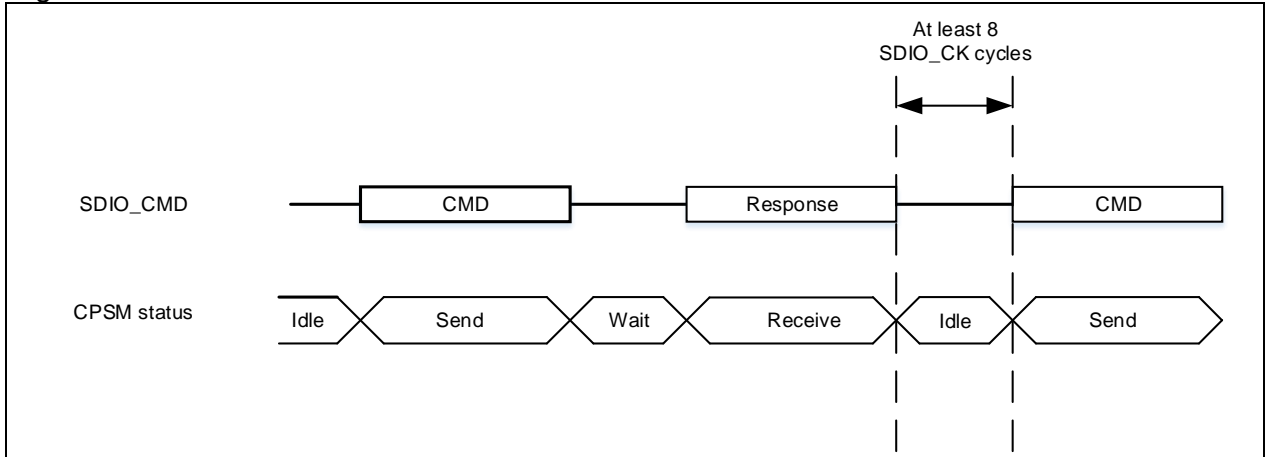 At least 8
SDIO_CK cycles
SDIO_CMD
CMD
Response
CMD
CPSM status
Idle
Send
Wait
Receive
Idle
Send